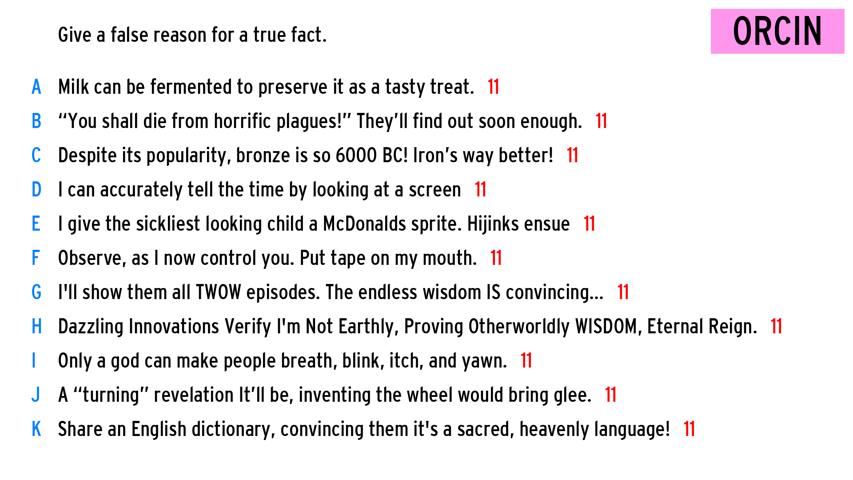 Give a false reason for a true fact.
ORCIN
A Milk can be fermented to preserve it as a tasty treat. 11
B “You shall die from horrific plagues!” They’ll find out soon enough. 11
C Despite its popularity, bronze is so 6000 BC! Iron’s way better! 11
D I can accurately tell the time by looking at a screen 11
E I give the sickliest looking child a McDonalds sprite. Hijinks ensue 11
F Observe, as I now control you. Put tape on my mouth. 11
G I'll show them all TWOW episodes. The endless wisdom IS convincing... 11
H Dazzling Innovations Verify I'm Not Earthly, Proving Otherworldly WISDOM, Eternal Reign. 11
I Only a god can make people breath, blink, itch, and yawn. 11
J A “turning” revelation It’ll be, inventing the wheel would bring glee. 11
K Share an English dictionary, convincing them it's a sacred, heavenly language! 11